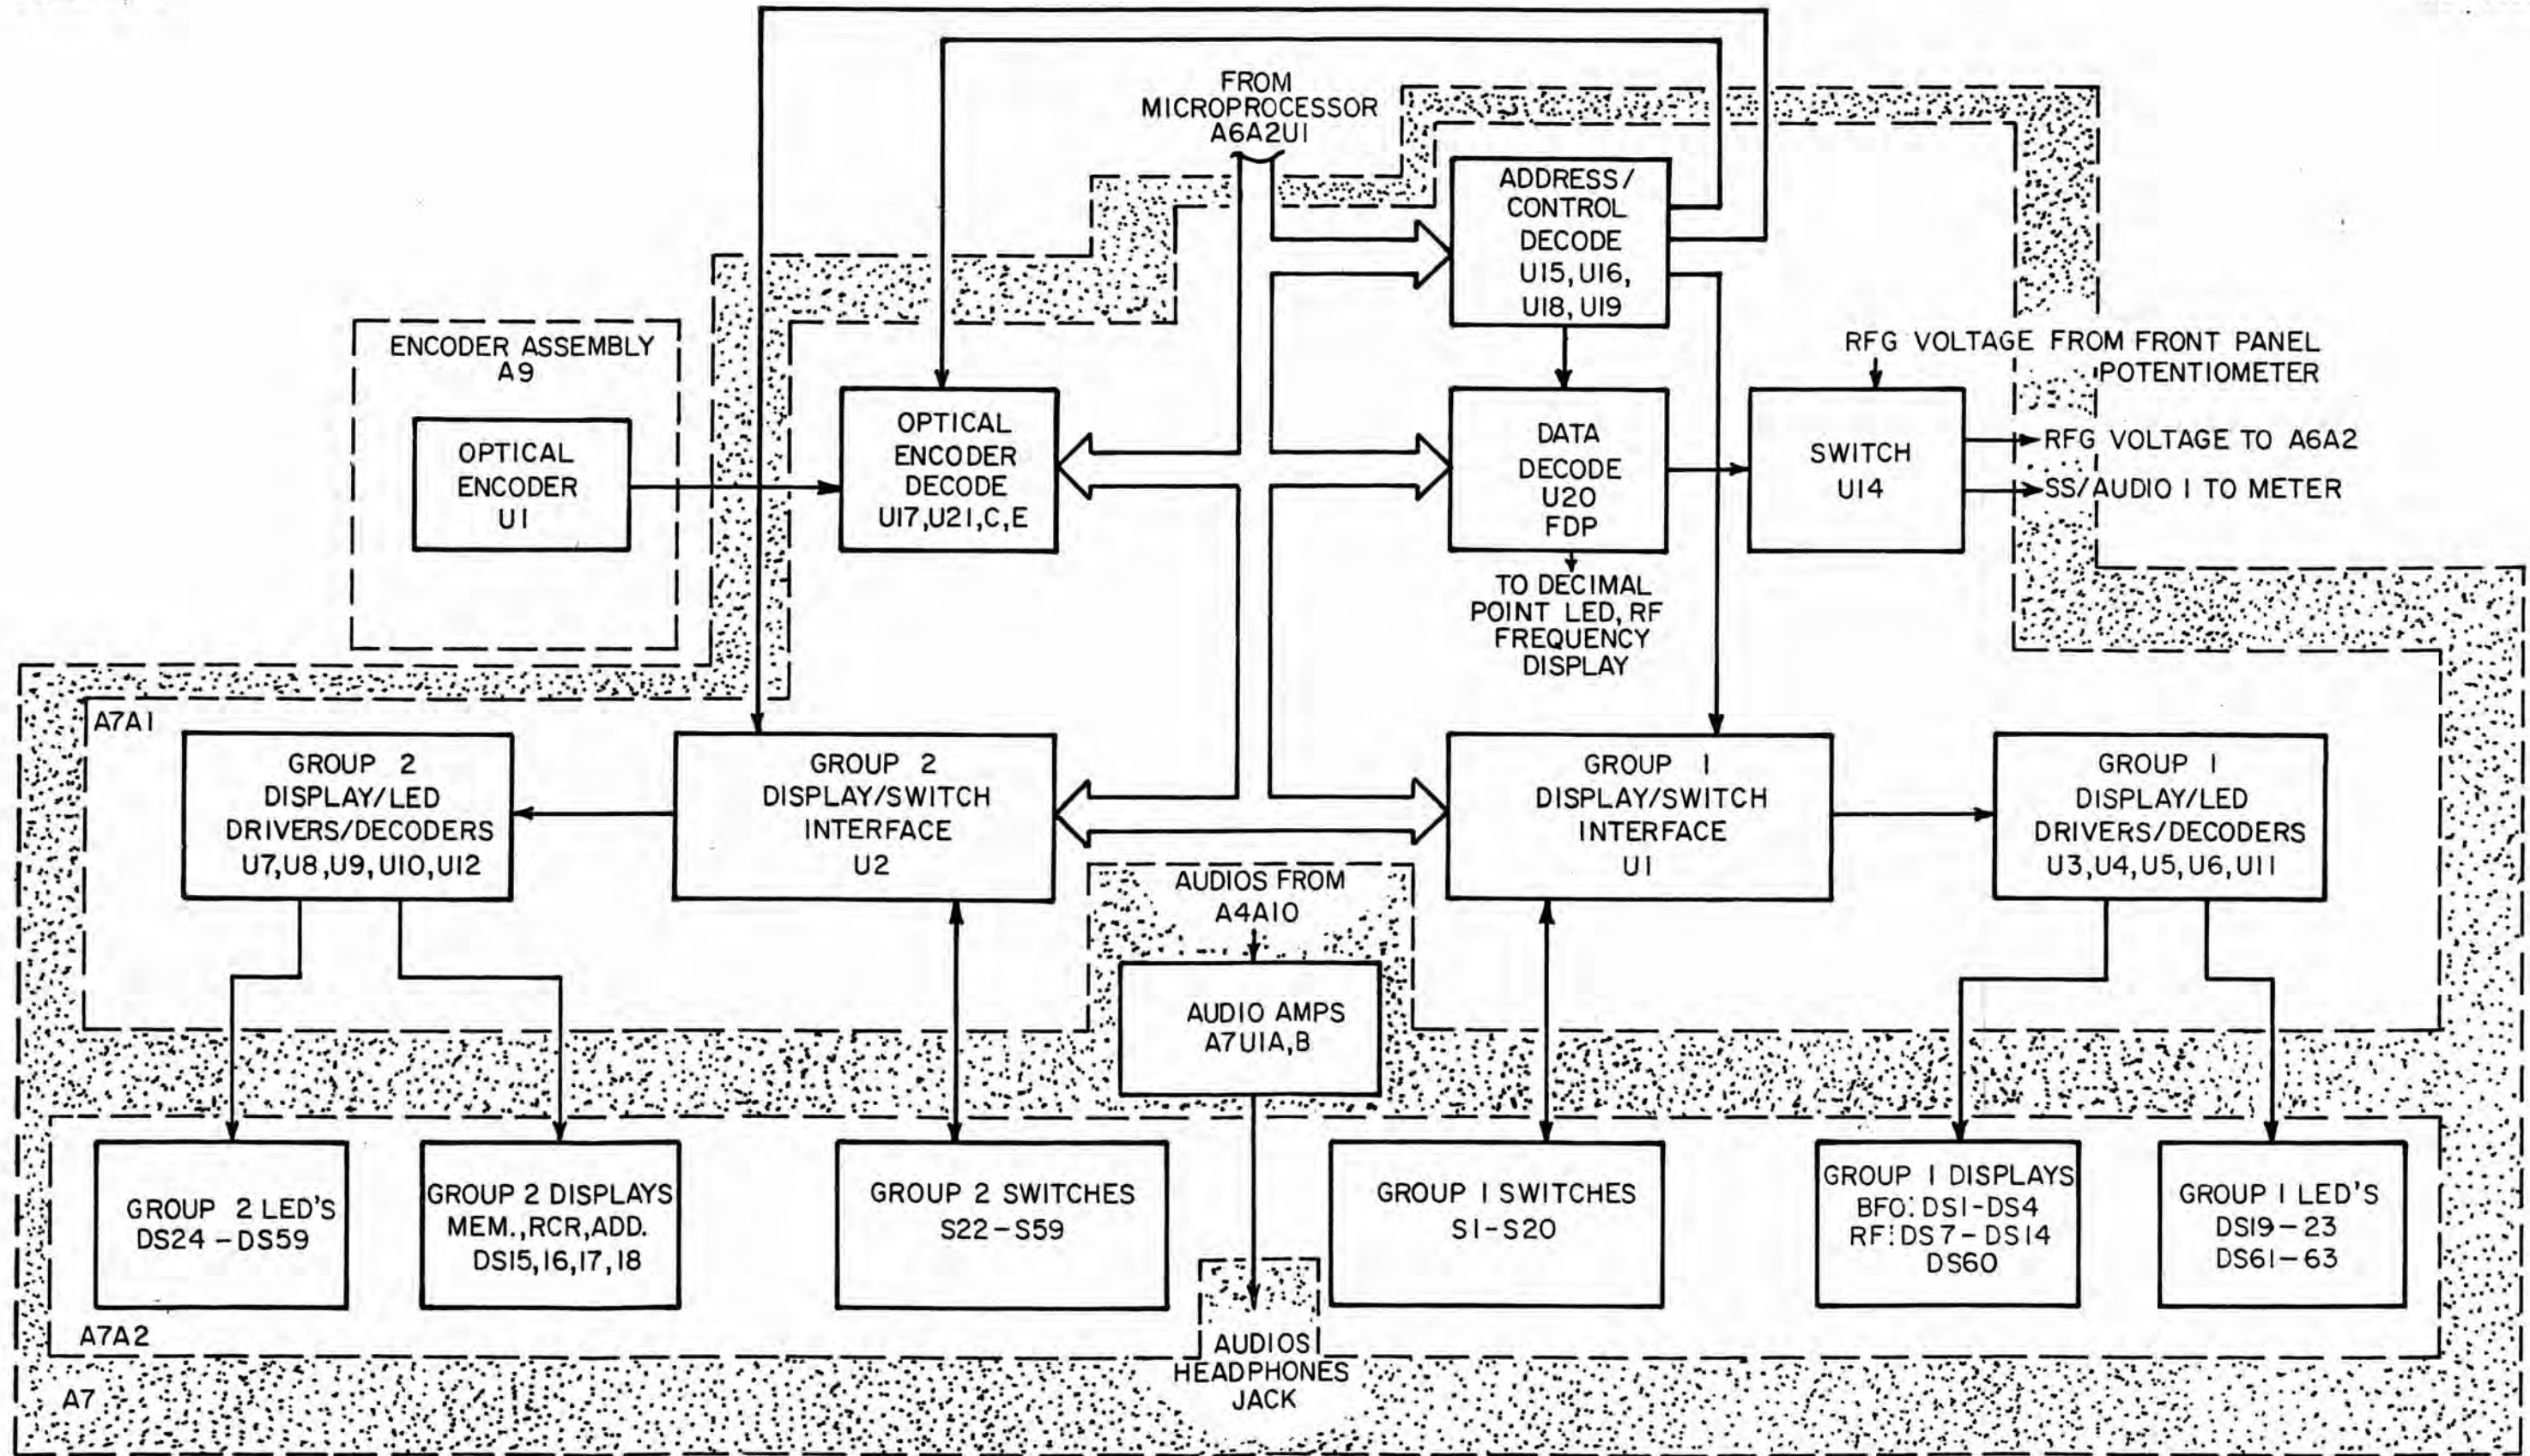 FROM
MICROPROCESSOR
A6A2U1
ADDRESS/
CONTROL
DECODE
U15,U16,
U18,U19
ENCODER ASSEMBLY
A9
OPTICAL
ENCODER
U1
OPTICAL
ENCODER
DECODE
U17,U21,C,E
DATA
DECODE
U20
FDP
TO DECIMAL
POINT LED, RF
FREQUENCY
DISPLAY
RFG VOLTAGE FROM FRONT PANEL
POTENTIOMETER
SWITCH
U14
RFG VOLTAGE TO A6A2
SS/AUDIO 1 TO METER
A7A1
GROUP 2
DISPLAY/LED
DRIVERS/DECODERS
U7,U8,U9,U10,U12
GROUP 2
DISPLAY/SWITCH
INTERFACE
U2
GROUP 1
DISPLAY/SWITCH
INTERFACE
U1
GROUP 1
DISPLAY/LED
DRIVERS/DECODERS
U3,U4,U5,U6,U11
AUDIOS FROM
A4A10
AUDIO AMPS
A7U1A,B
GROUP 2 LED'S
DS24-DS59
GROUP 2 DISPLAYS
MEM.,RCR,ADD.
DS15,16,17,18
GROUP 2 SWITCHES
S22-S59
GROUP 1 SWITCHES
S1-S20
GROUP 1 DISPLAYS
BFO: DS1-DS4
RF: DS7-DS14
DS60
GROUP 1 LED'S
DS19-23
DS61-63
A7A2
AUDIOS
HEADPHONES
JACK
A7